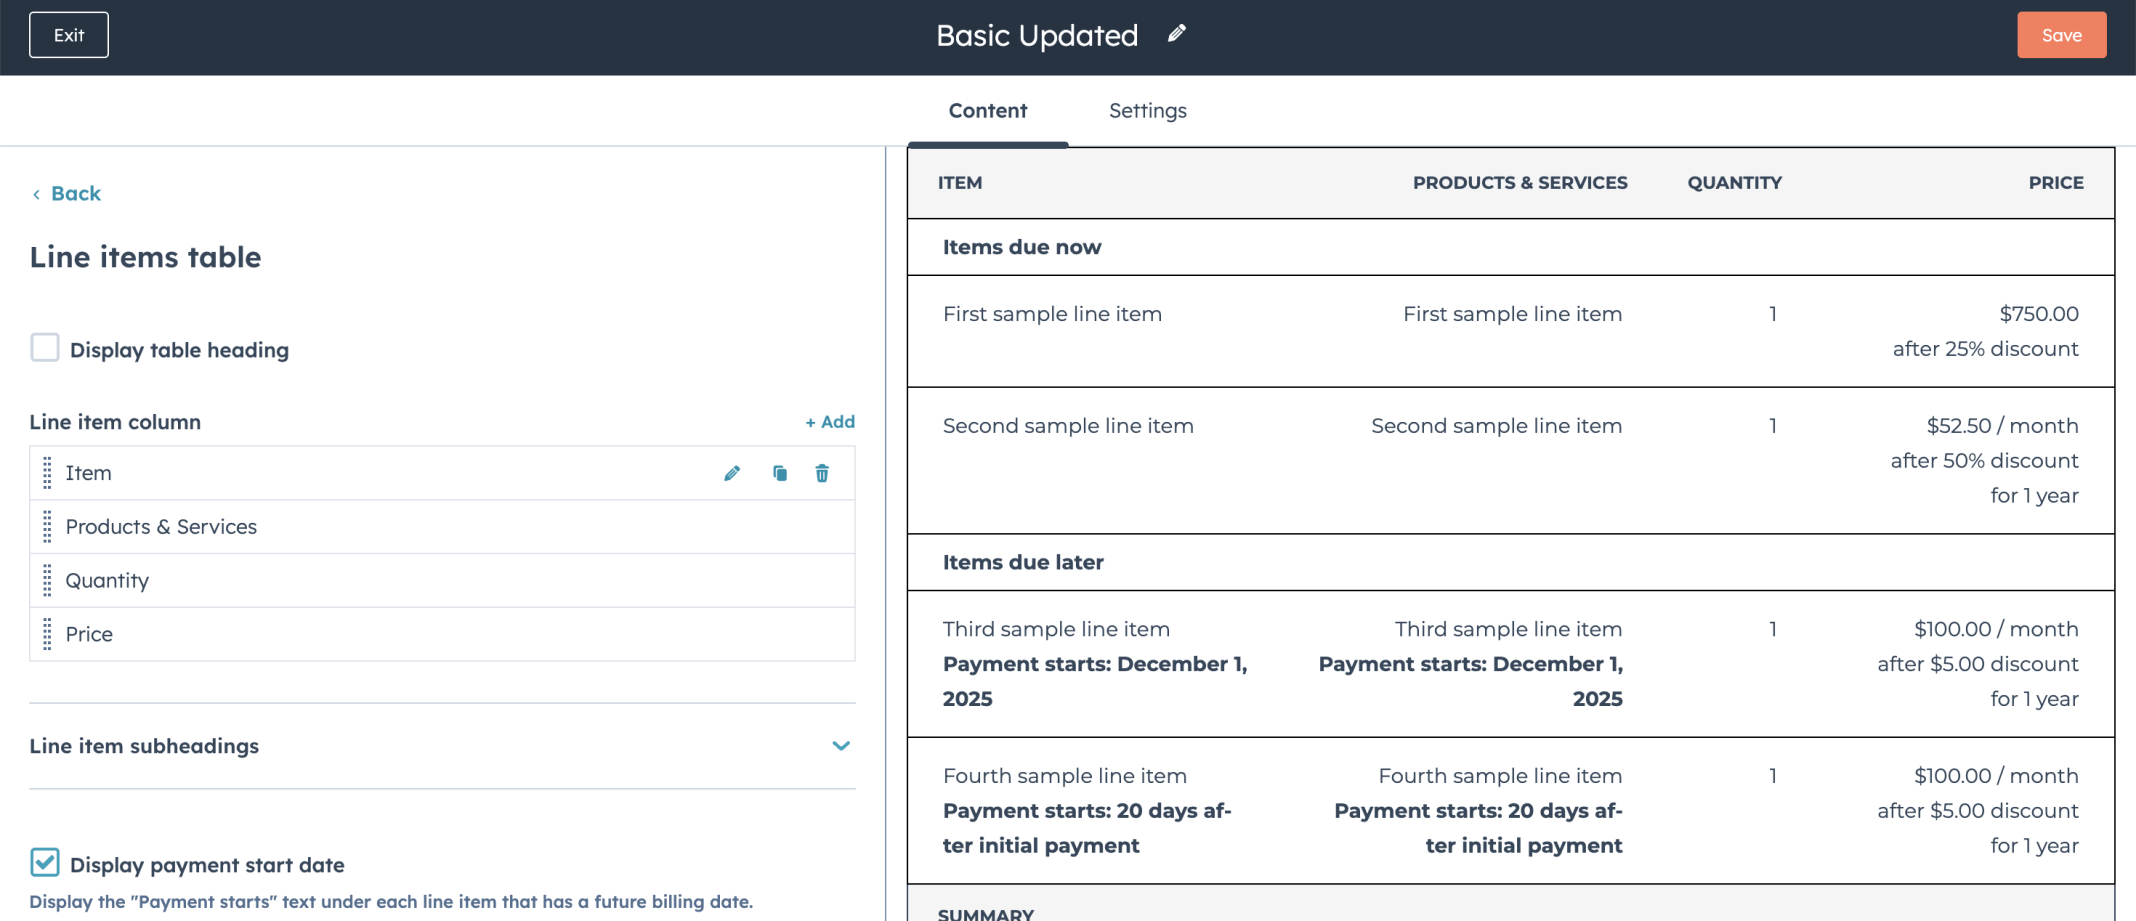 Exit
Basic Updated
Save
Content
Settings
Back
Line items table
Display table heading
Line item column
+ Add
Item
Products & Services
Quantity
Price
Line item subheadings
Display payment start date
Display the "Payment starts" text under each line item that has a future billing date.
ITEM PRODUCTS & SERVICES QUANTITY PRICE
Items due now
First sample line item First sample line item 1 $750.00
after 25% discount
Second sample line item Second sample line item 1 $52.50 / month
after 50% discount
for 1 year
Items due later
Third sample line item Third sample line item 1 $100.00 / month
Payment starts: December 1, Payment starts: December 1, after $5.00 discount
2025 2025 for 1 year
Fourth sample line item Fourth sample line item 1 $100.00 / month
Payment starts: 20 days af- Payment starts: 20 days af- after $5.00 discount
ter initial payment ter initial payment for 1 year
SUMMARY